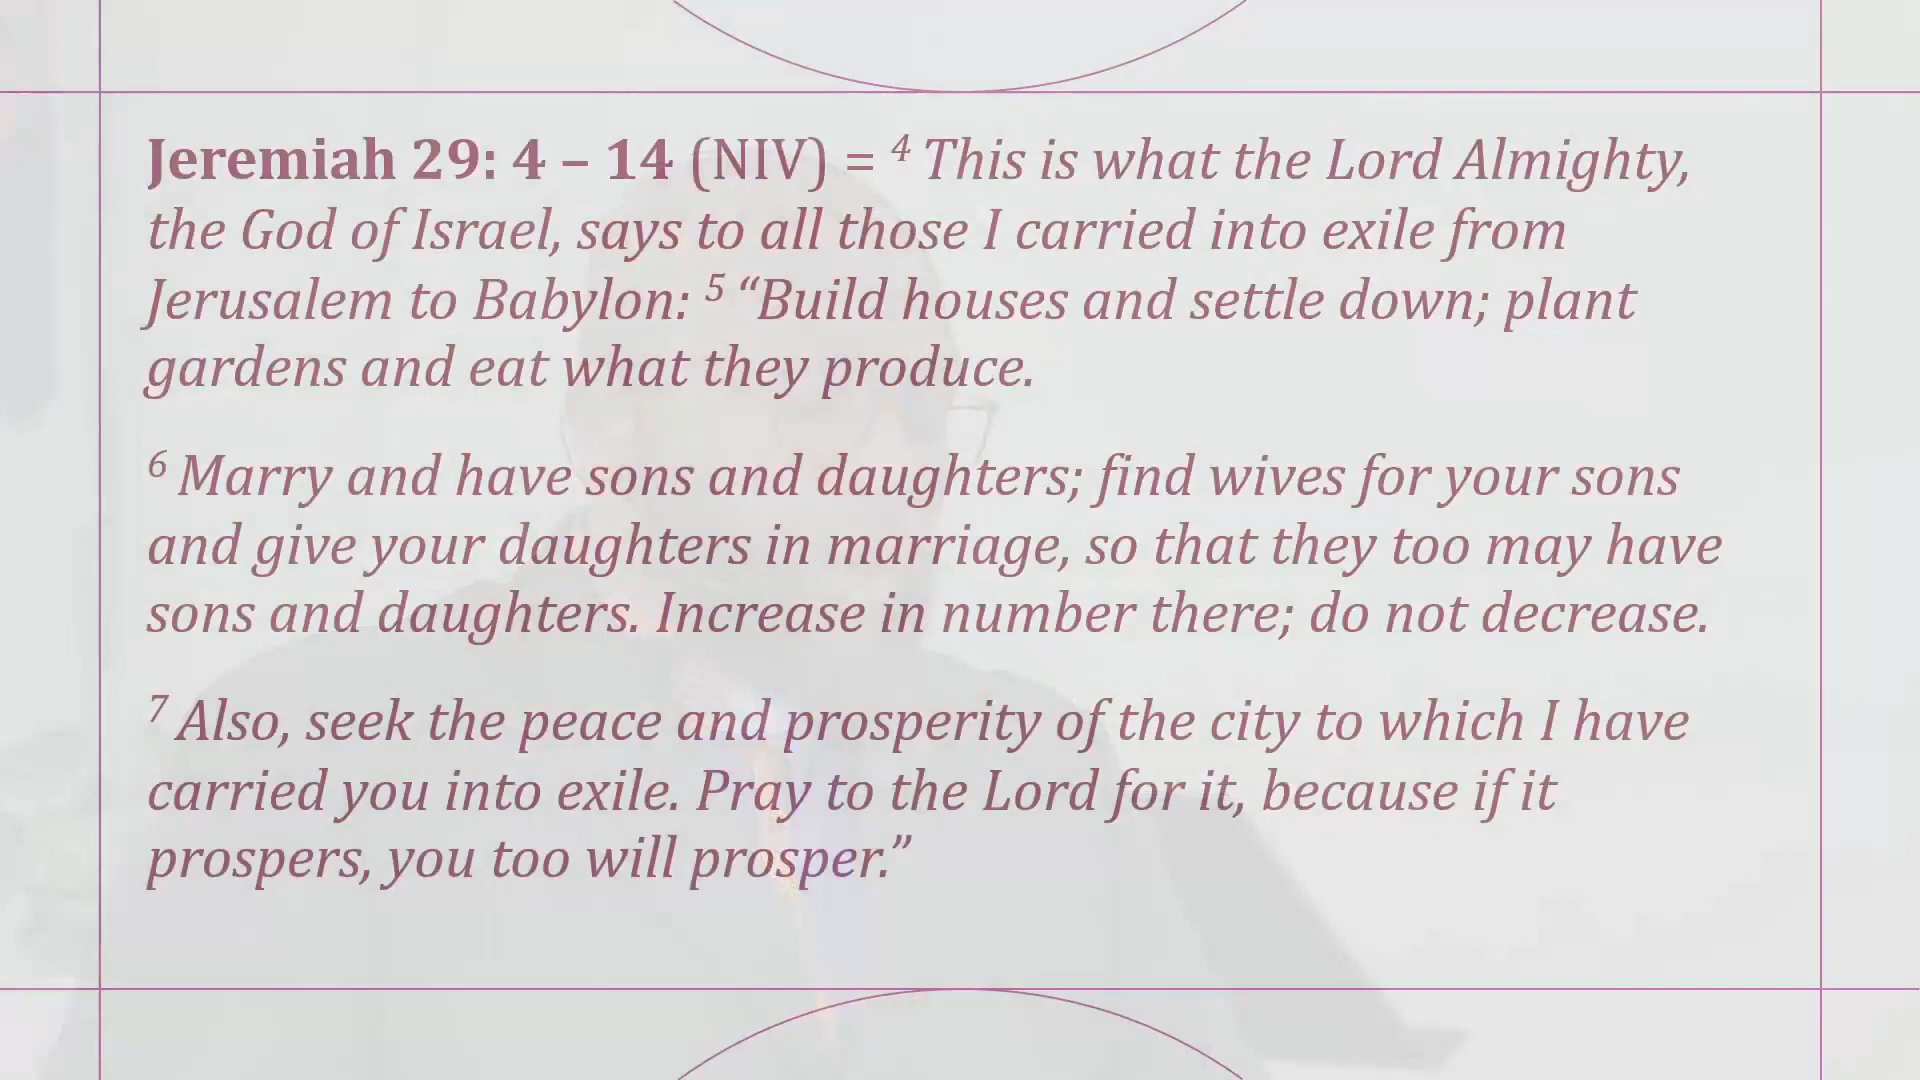 Jeremiah 29: 4 – 14 (NIV) = ⁴ This is what the Lord Almighty,
the God of Israel, says to all those I carried into exile from
Jerusalem to Babylon: ⁵ “Build houses and settle down; plant
gardens and eat what they produce.
⁶ Marry and have sons and daughters; find wives for your sons
and give your daughters in marriage, so that they too may have
sons and daughters. Increase in number there; do not decrease.
⁷ Also, seek the peace and prosperity of the city to which I have
carried you into exile. Pray to the Lord for it, because if it
prospers, you too will prosper.”